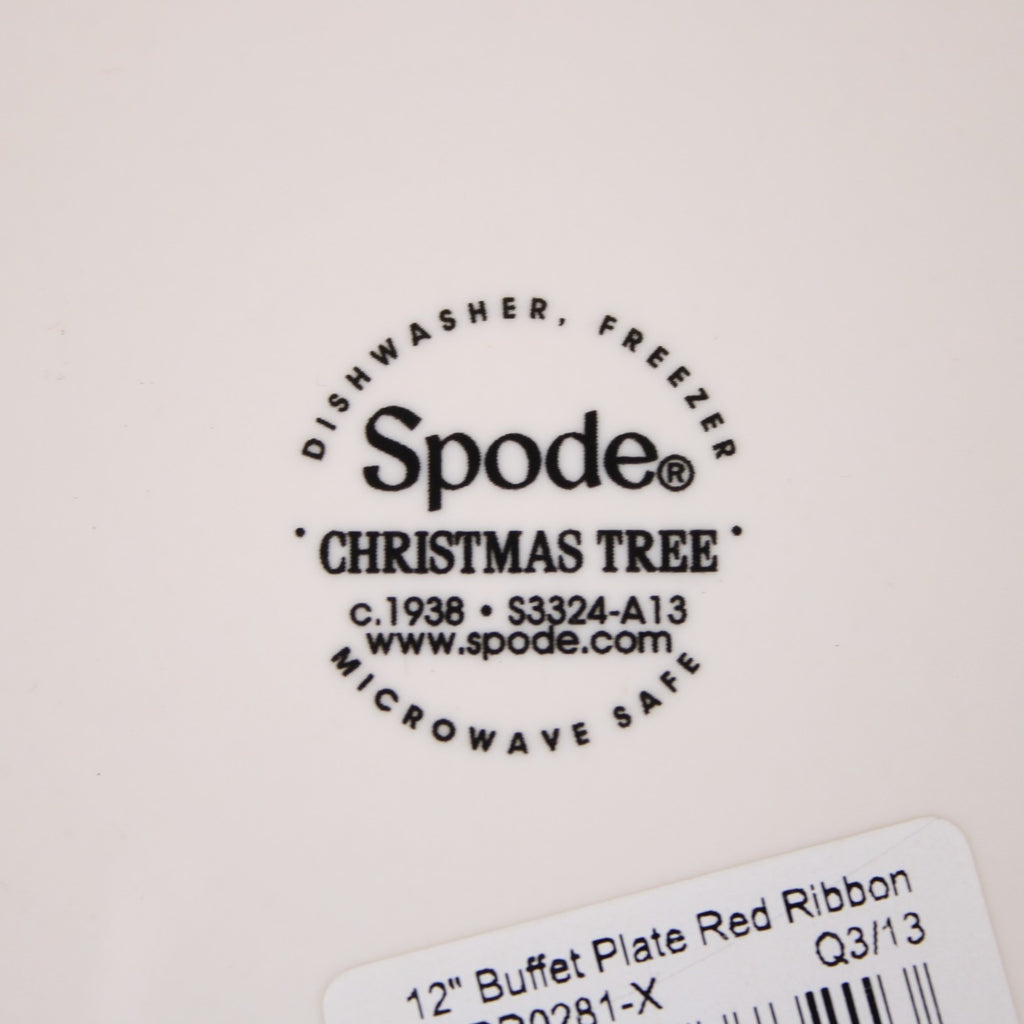 DISHWASHER, FREEZER
Spode®
• CHRISTMAS TREE •
c.1938 • S3324-A13
www.spode.com
MICROWAVE SAFE
12" Buffet Plate Red Ribbon
Q3/13